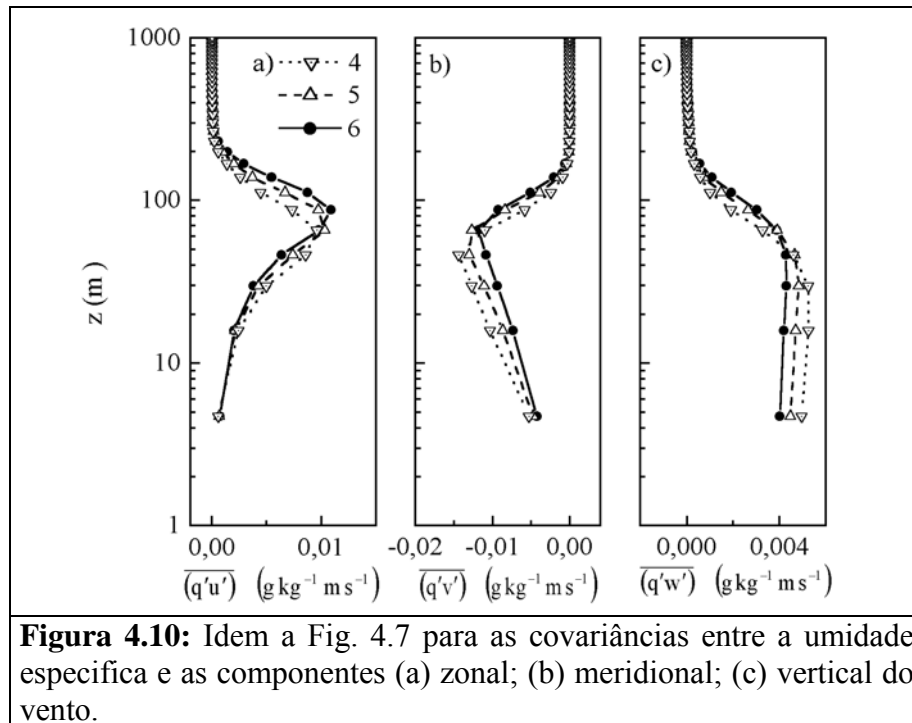 1000
100
10
1
z (m)
a)
4
5
6
b)
c)
0,00 0,01
-0,02 -0,01 0,00
0,000 0,004
(q'u') (g kg⁻¹ m s⁻¹)
(q'v') (g kg⁻¹ m s⁻¹)
(q'w') (g kg⁻¹ m s⁻¹)
Figura 4.10: Idem a Fig. 4.7 para as covariâncias entre a umidade
especifica e as componentes (a) zonal; (b) meridional; (c) vertical do
vento.